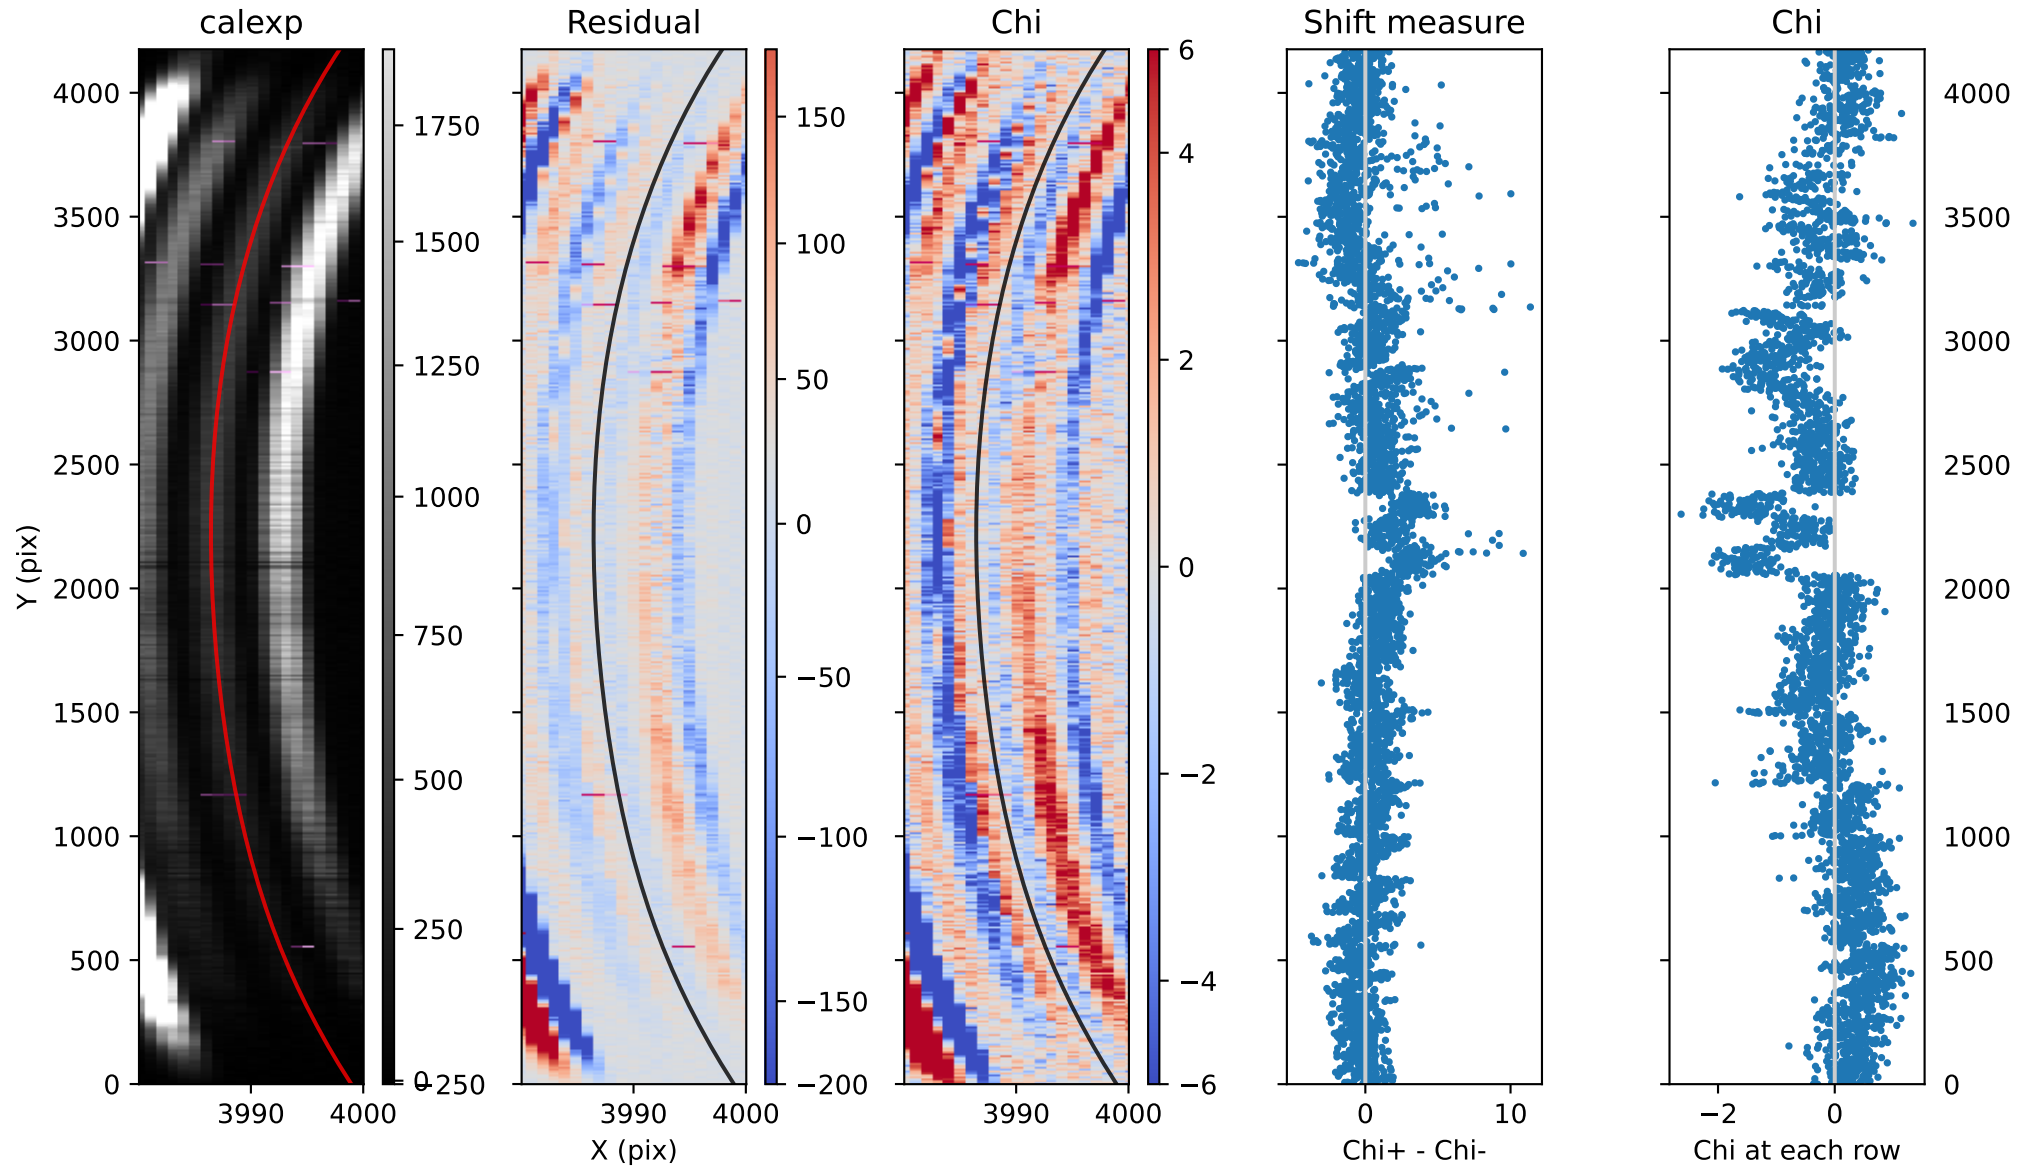 calexp Residual Chi Shift measure Chi
4000 1750 150 6 4000
3500 1500 100 4 3500
3000 1250 50 2 3000
2500 1000 0 0 2500
2000 750 −50 −2 2000
1500 500 −100 −4 1500
1000 250 −150 −6 1000
500 0 −200 500
0 −250 0
Y (pix)
3990 4000 3990 4000 3990 4000 0 10 −2 0
X (pix) Chi+ - Chi- Chi at each row